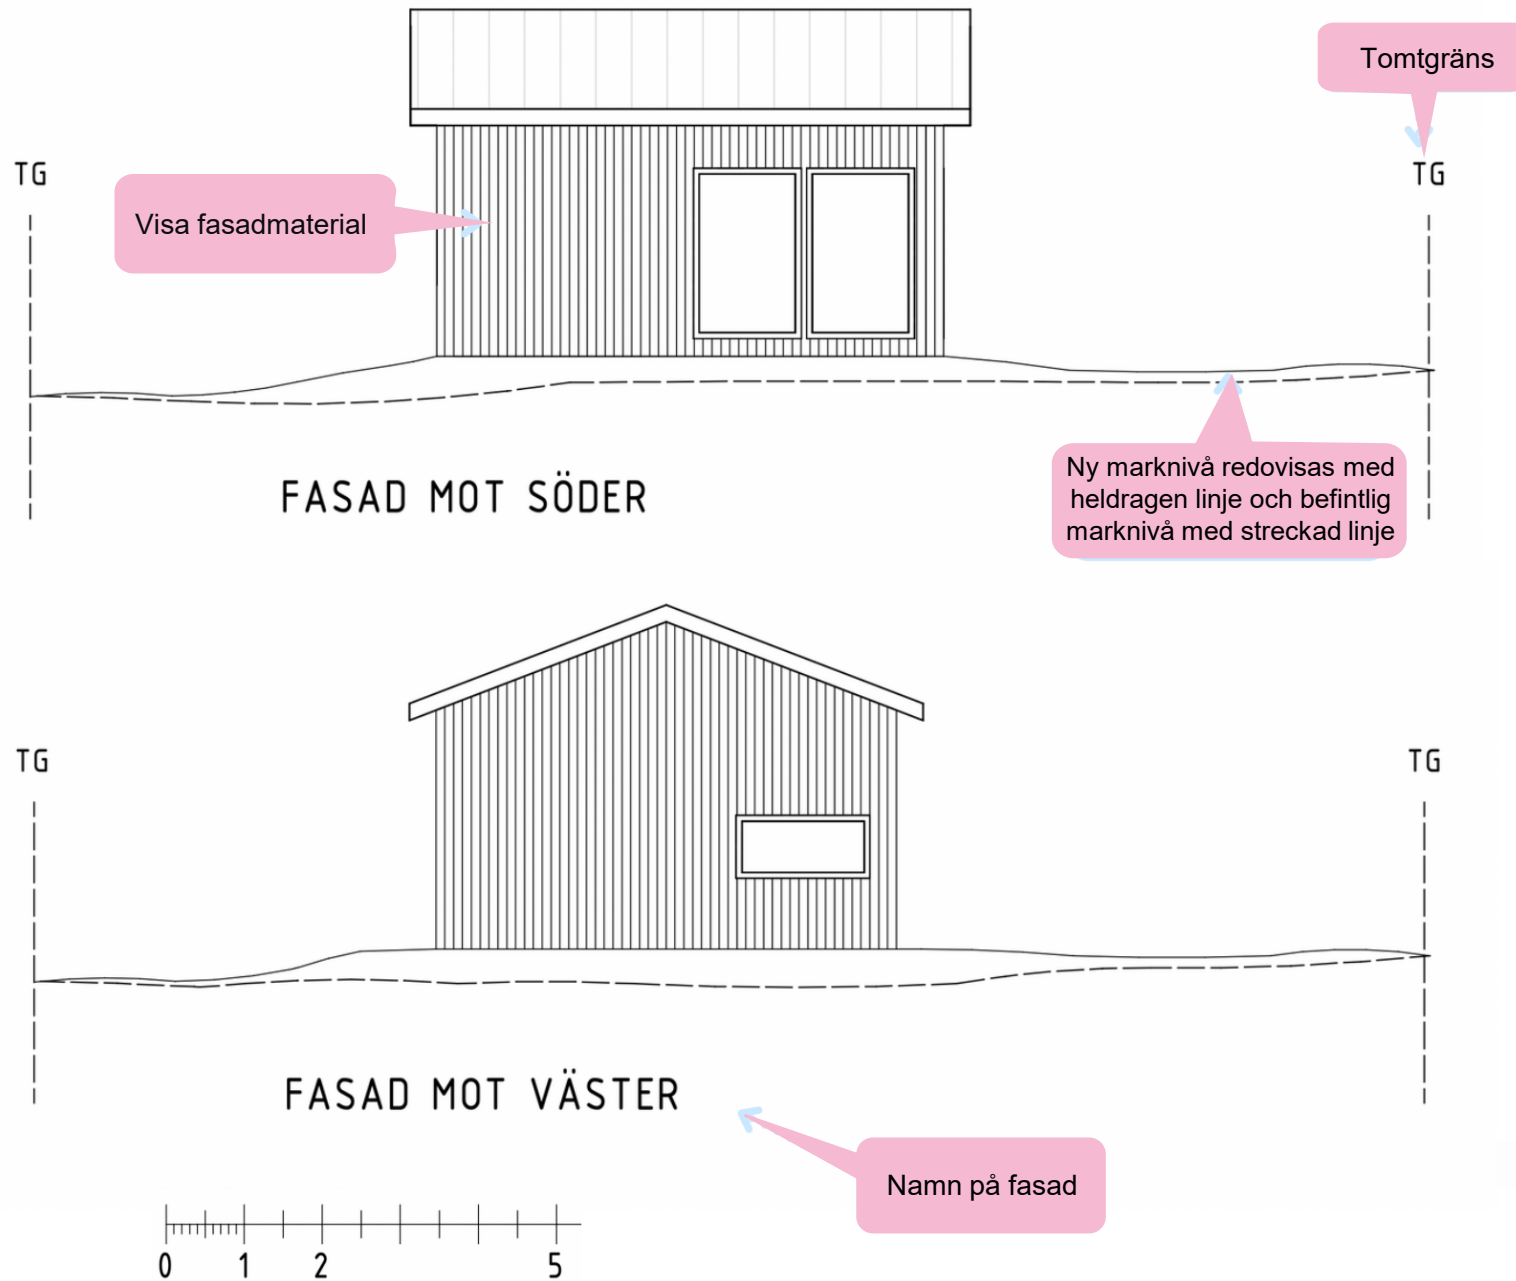 Tomtgräns
TG
TG
Visa fasadmaterial
Ny marknivå redovisas med
heldragen linje och befintlig
marknivå med streckad linje
FASAD MOT SÖDER
TG
TG
FASAD MOT VÄSTER
Namn på fasad
0 1 2 5